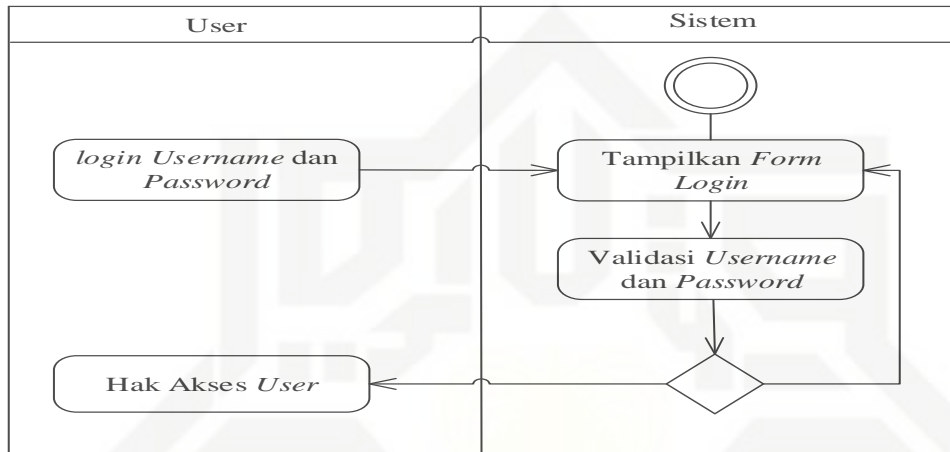 User
Sistem
login Username dan
Password
Tampilkan Form
Login
Validasi Username
dan Password
Hak Akses User